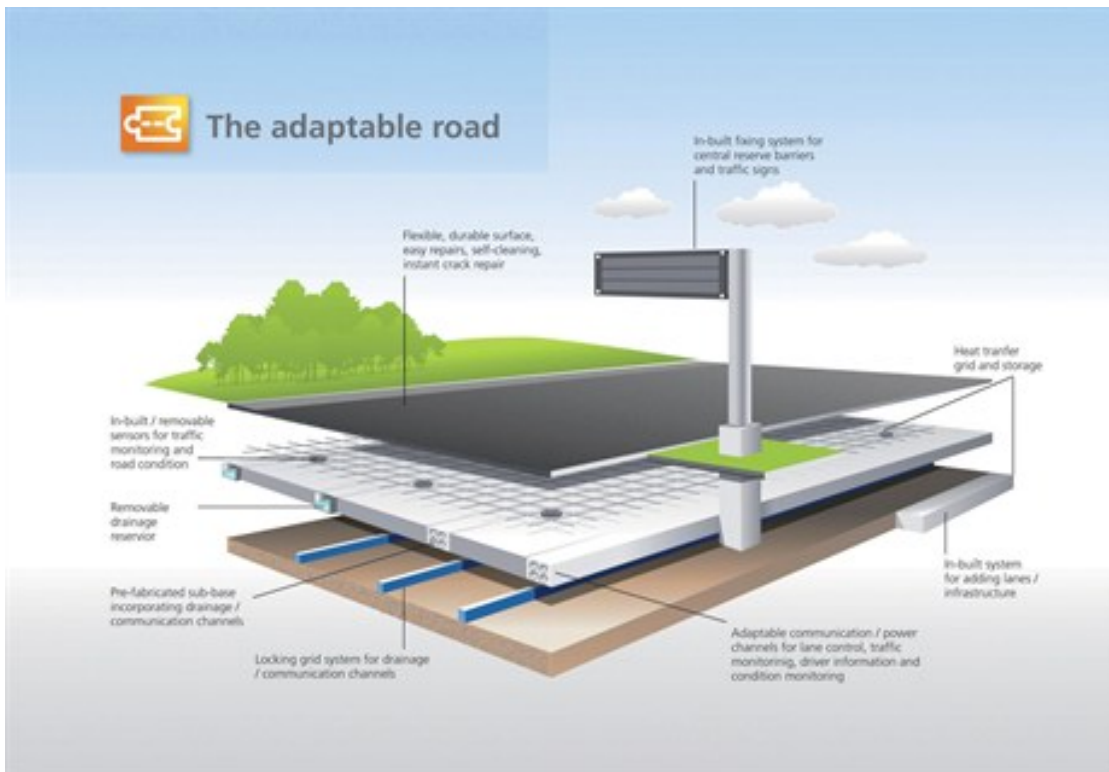 The adaptable road
In-built fixing system for
central reserve barriers
and traffic signs
Flexible, durable surface,
easy repairs, self-cleaning,
instant crack repair
Heat tranfer
grid and storage
In-built / removable
sensors for traffic
monitoring and
road condition
Removable
drainage
reservior
Pre-fabricated sub-base
incorporating drainage /
communication channels
Locking grid system for drainage
/ communication channels
Adaptable communication / power
channels for lane control, traffic
monitorinig, driver information and
condition monitoring
In-built system
for adding lanes /
infrastructure